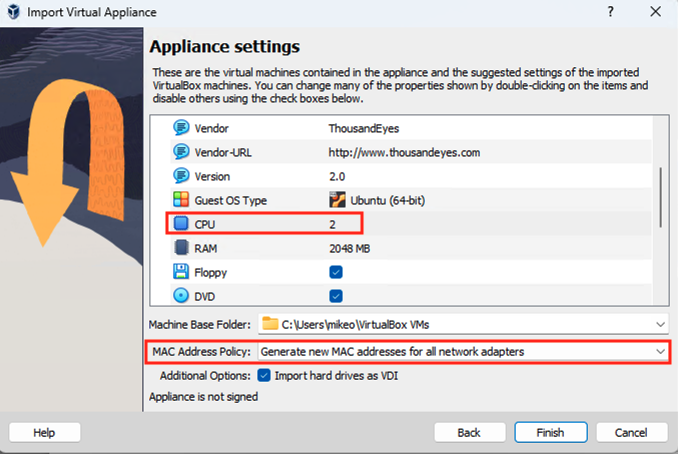 Import Virtual Appliance
?
Appliance settings
These are the virtual machines contained in the appliance and the suggested settings of the imported
VirtualBox machines. You can change many of the properties shown by double-clicking on the items and
disable others using the check boxes below.
Vendor ThousandEyes
Vendor-URL http://www.thousandeyes.com
Version 2.0
Guest OS Type Ubuntu (64-bit)
CPU 2
RAM 2048 MB
Floppy
DVD
Machine Base Folder: C:\Users\mikeo\VirtualBox VMs
MAC Address Policy: Generate new MAC addresses for all network adapters
Additional Options: Import hard drives as VDI
Appliance is not signed
Help Back Finish Cancel